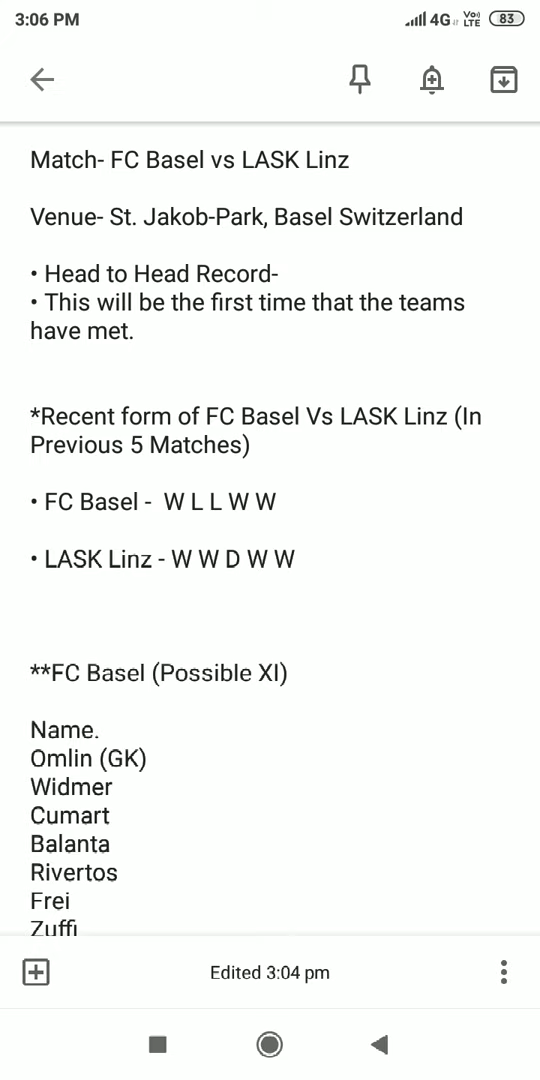 3:06 PM
4G Vo) LTE 83
Match- FC Basel vs LASK Linz
Venue- St. Jakob-Park, Basel Switzerland
• Head to Head Record-
• This will be the first time that the teams
have met.
*Recent form of FC Basel Vs LASK Linz (In
Previous 5 Matches)
• FC Basel -  W L L W W
• LASK Linz - W W D W W
**FC Basel (Possible XI)
Name.
Omlin (GK)
Widmer
Cumart
Balanta
Rivertos
Frei
Zuffi
Edited 3:04 pm